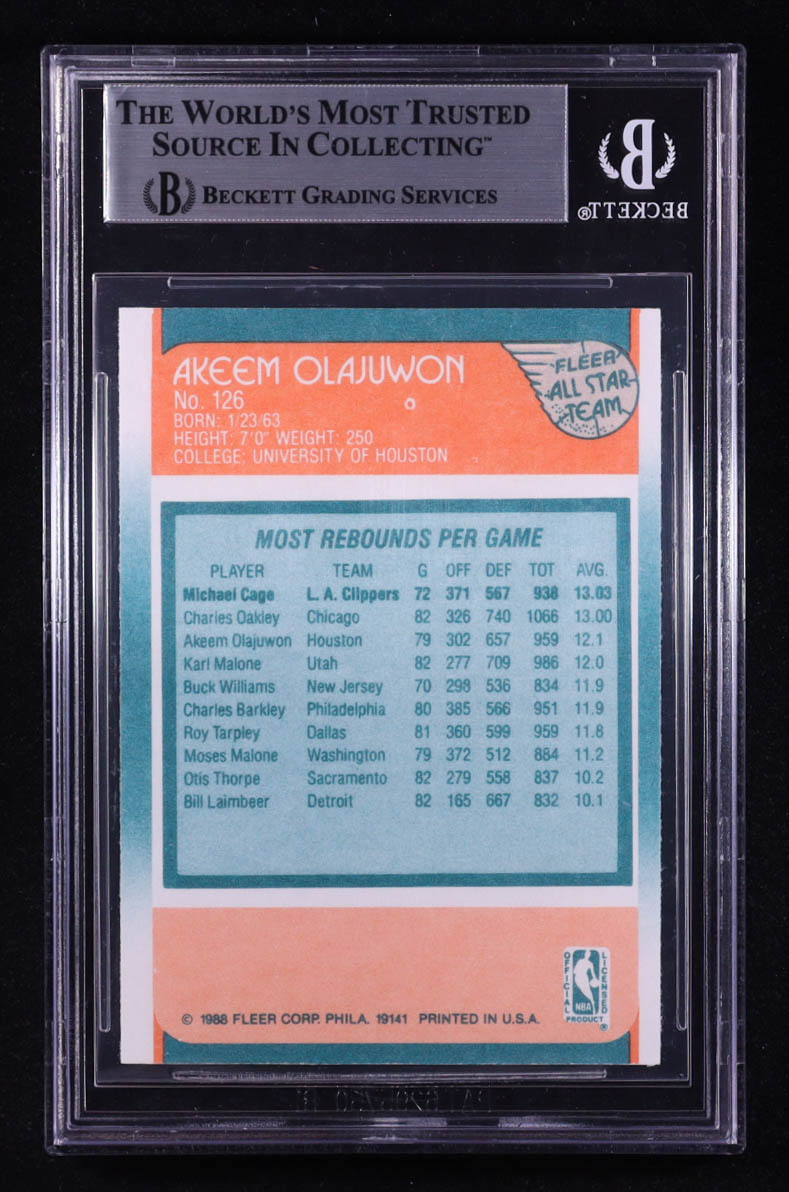 THE WORLD'S MOST TRUSTED
SOURCE IN COLLECTING™
B BECKETT GRADING SERVICES
B
BECKETT®
AKEEM OLAJUWON
No. 126
BORN: 1/23/63
HEIGHT: 7'0" WEIGHT: 250
COLLEGE: UNIVERSITY OF HOUSTON
FLEER
ALL STAR
TEAM
MOST REBOUNDS PER GAME
PLAYER TEAM G OFF DEF TOT AVG.
Michael Cage L. A. Clippers 72 371 567 938 13.03
Charles Oakley Chicago 82 326 740 1066 13.00
Akeem Olajuwon Houston 79 302 657 959 12.1
Karl Malone Utah 82 277 709 986 12.0
Buck Williams New Jersey 70 298 536 834 11.9
Charles Barkley Philadelphia 80 385 566 951 11.9
Roy Tarpley Dallas 81 360 599 959 11.8
Moses Malone Washington 79 372 512 884 11.2
Otis Thorpe Sacramento 82 279 558 837 10.2
Bill Laimbeer Detroit 82 165 667 832 10.1
OFFICIAL LICENSED
NBA
PRODUCT ®
© 1988 FLEER CORP. PHILA. 19141 PRINTED IN U.S.A.